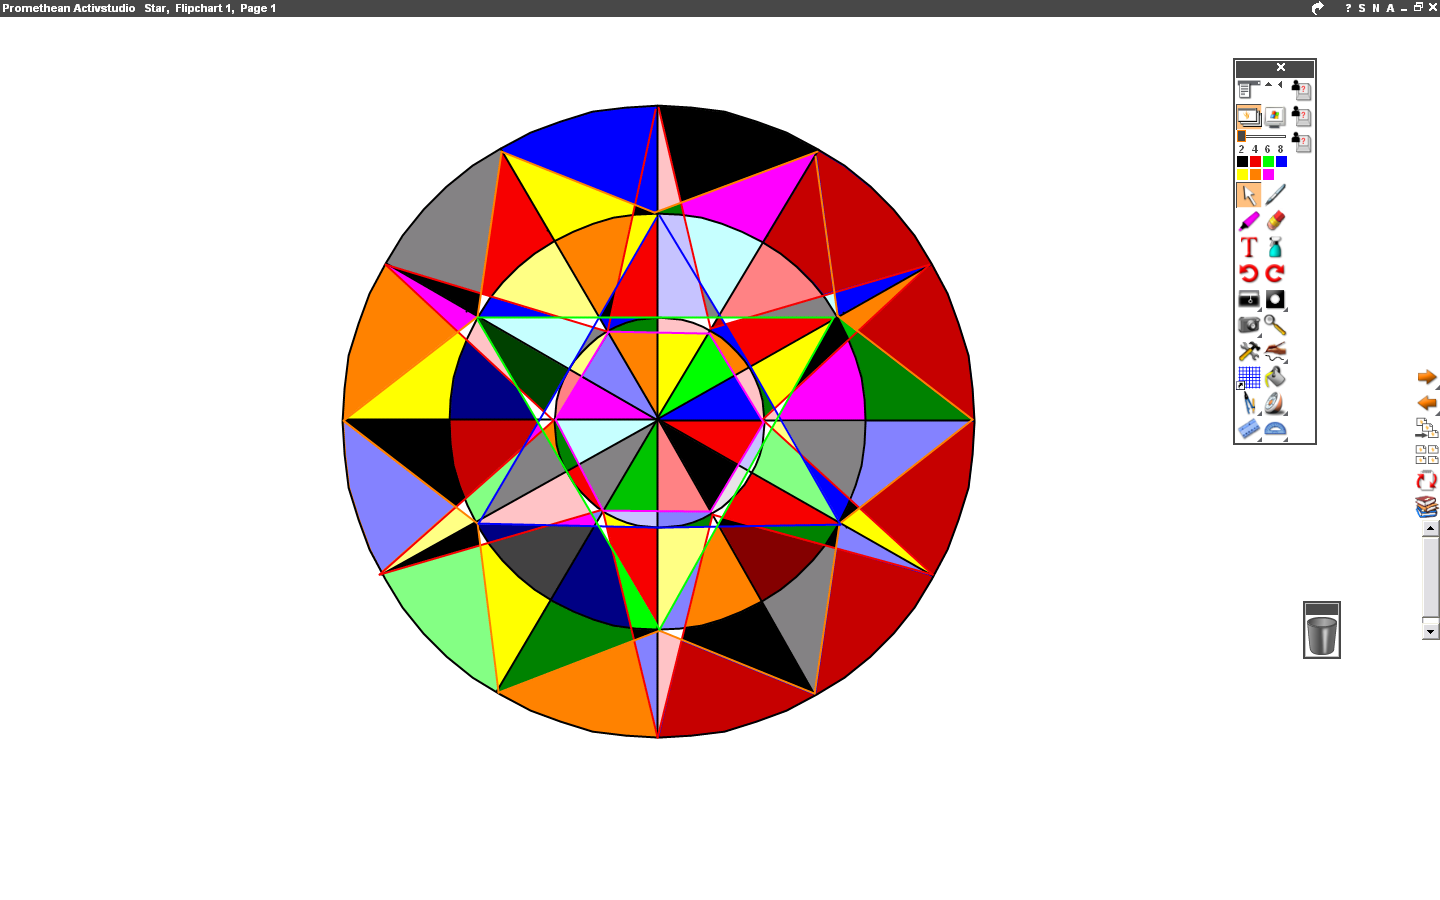 Promethean Activstudio Star, Flipchart 1, Page 1
? S N A
2 4 6 8
T